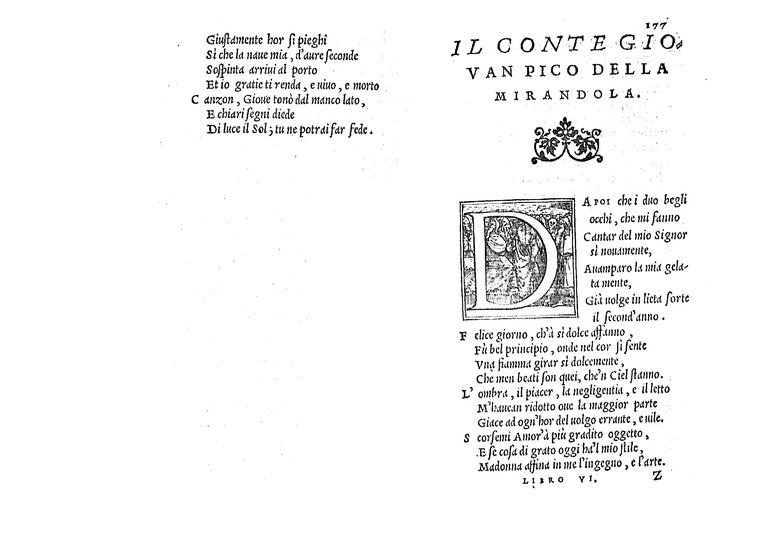 Giustamente hor si pieghi
Sì che la naue mia, d'aure seconde
Sospinta arriui al porto
Et io gratie ti renda, e uiuo, e morto
Canzon, Gioue tonò dal manco lato,
E chiari segni diede
Di luce il Sol; tu ne potrai far fede.
177
IL CONTE GIO.
VAN PICO DELLA
MIRANDOLA.
DAPOI che i duo begli
occhi, che mi fanno
Cantar del mio Signor
sì nouamente,
Auamparo la mia gela-
ta mente,
Già uolge in lieta sorte
il second'anno.
Felice giorno, ch'à sì dolce affanno,
Fù bel principio, onde nel cor si sente
Vna fiamma girar sì dolcemente,
Che men beati son quei, che'n Ciel stanno.
L'ombra, il piacer, la negligentia, e il letto
M'hauean ridotto oue la maggior parte
Giace ad ogn'hor del uolgo errante, e uile.
Scorsemi Amor'à più gradito oggetto,
E se cosa di grato oggi ha'l mio stile,
Madonna affina in me l'ingegno, e l'arte.
LIBRO VI. Z